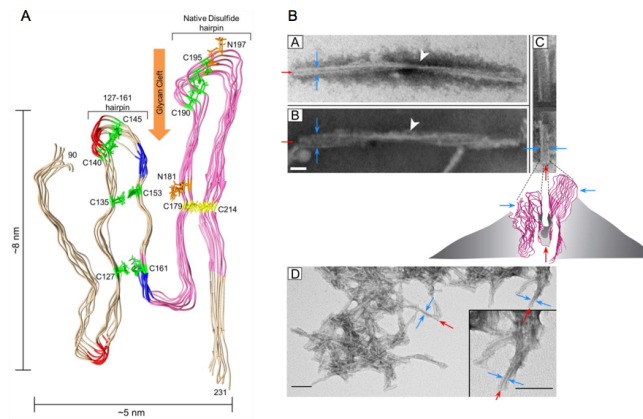 A
Native Disulfide
hairpin
N197
C195
C190
Glycan Cleft
127-161
hairpin
C145
90
C140
C135
C153
N181
C179
C214
C127
C161
231
~8 nm
~5 nm
B
A
B
C
D